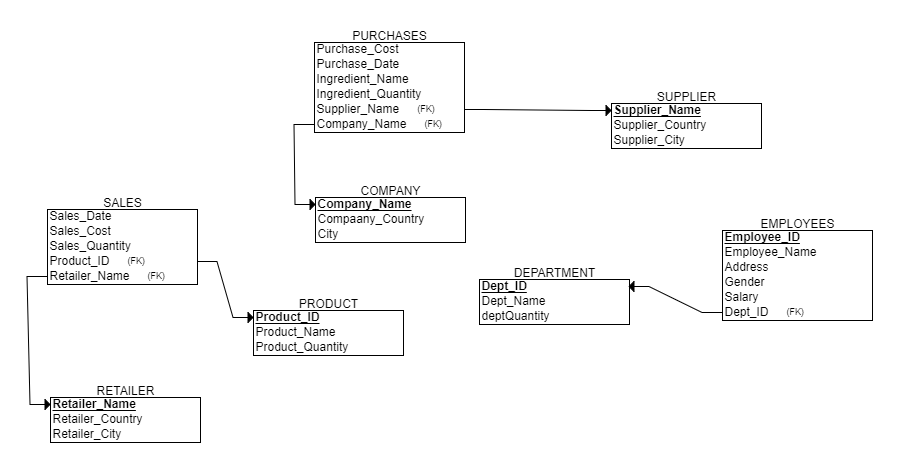 PURCHASES
Purchase_Cost
Purchase_Date
Ingredient_Name
Ingredient_Quantity
Supplier_Name (FK)
Company_Name (FK)
SUPPLIER
Supplier_Name
Supplier_Country
Supplier_City
COMPANY
Company_Name
Compaany_Country
City
SALES
Sales_Date
Sales_Cost
Sales_Quantity
Product_ID (FK)
Retailer_Name (FK)
EMPLOYEES
Employee_ID
Employee_Name
Address
Gender
Salary
Dept_ID (FK)
DEPARTMENT
Dept_ID
Dept_Name
deptQuantity
PRODUCT
Product_ID
Product_Name
Product_Quantity
RETAILER
Retailer_Name
Retailer_Country
Retailer_City